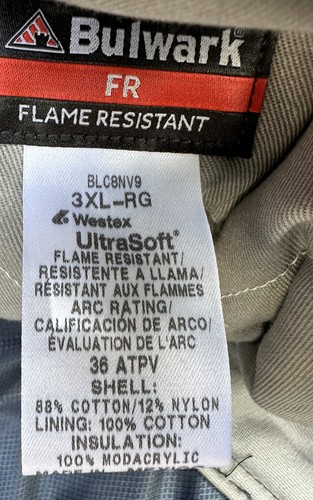 Bulwark®
FR
FLAME RESISTANT
BLC8NV9
3XL-RG
Westex
UltraSoft®
FLAME RESISTANT/
RESISTENTE A LLAMA/
RÉSISTANT AUX FLAMMES
ARC RATING/
CALIFICACIÓN DE ARCO/
ÉVALUATION DE L'ARC
36 ATPV
SHELL:
88% COTTON/12% NYLON
LINING: 100% COTTON
INSULATION:
100% MODACRYLIC